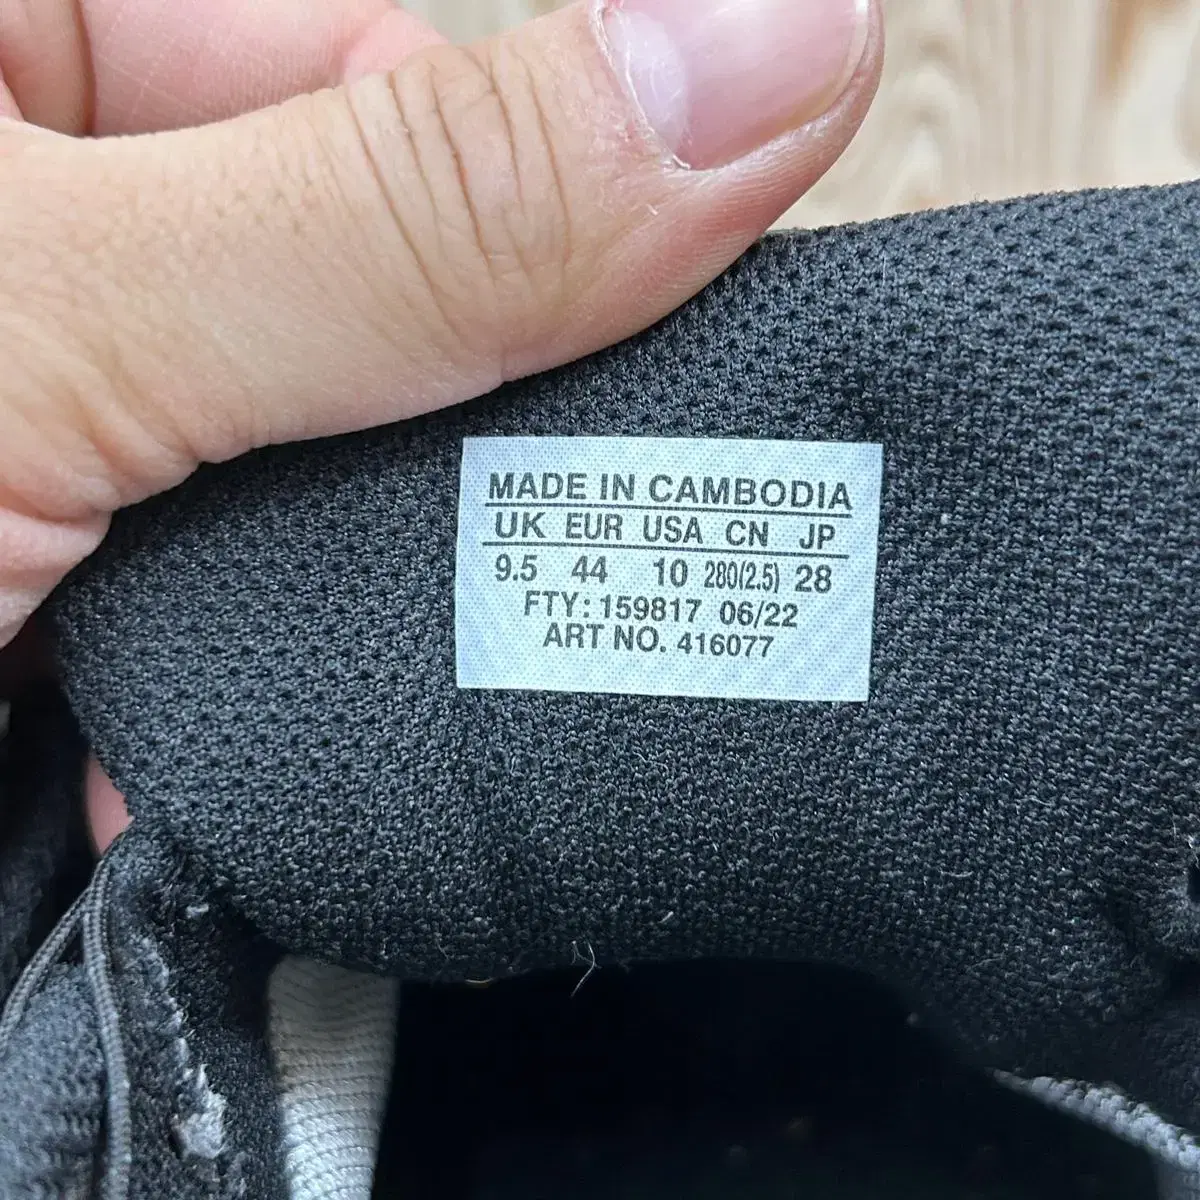 MADE IN CAMBODIA
UK EUR USA CN JP
9.5 44 10 280(2.5) 28
FTY: 159817 06/22
ART NO. 416077